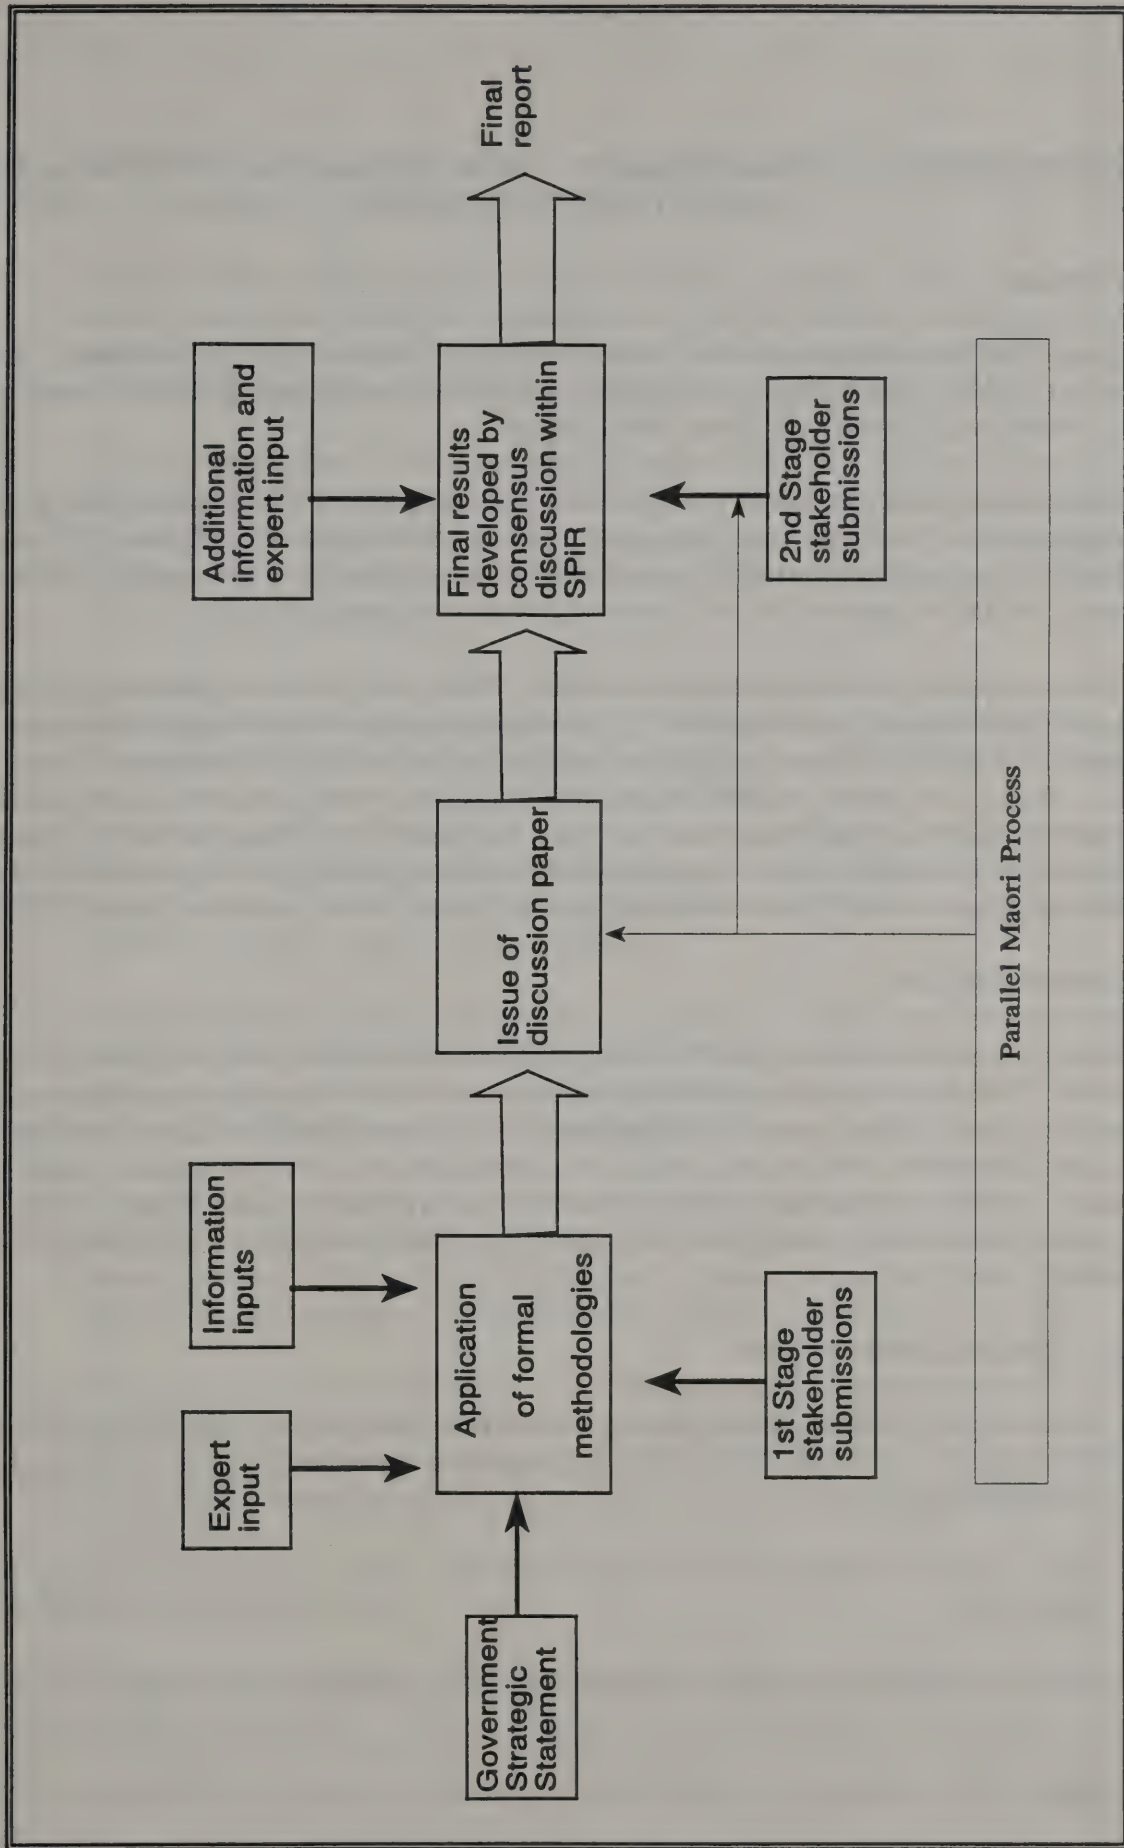 Expert
input
Information
inputs
Additional
information and
expert input
Government
Strategic
Statement
Application
of formal
methodologies
Issue of
discussion paper
Final results
developed by
consensus
discussion within
SPiR
Final
report
1st Stage
stakeholder
submissions
2nd Stage
stakeholder
submissions
Parallel Maori Process